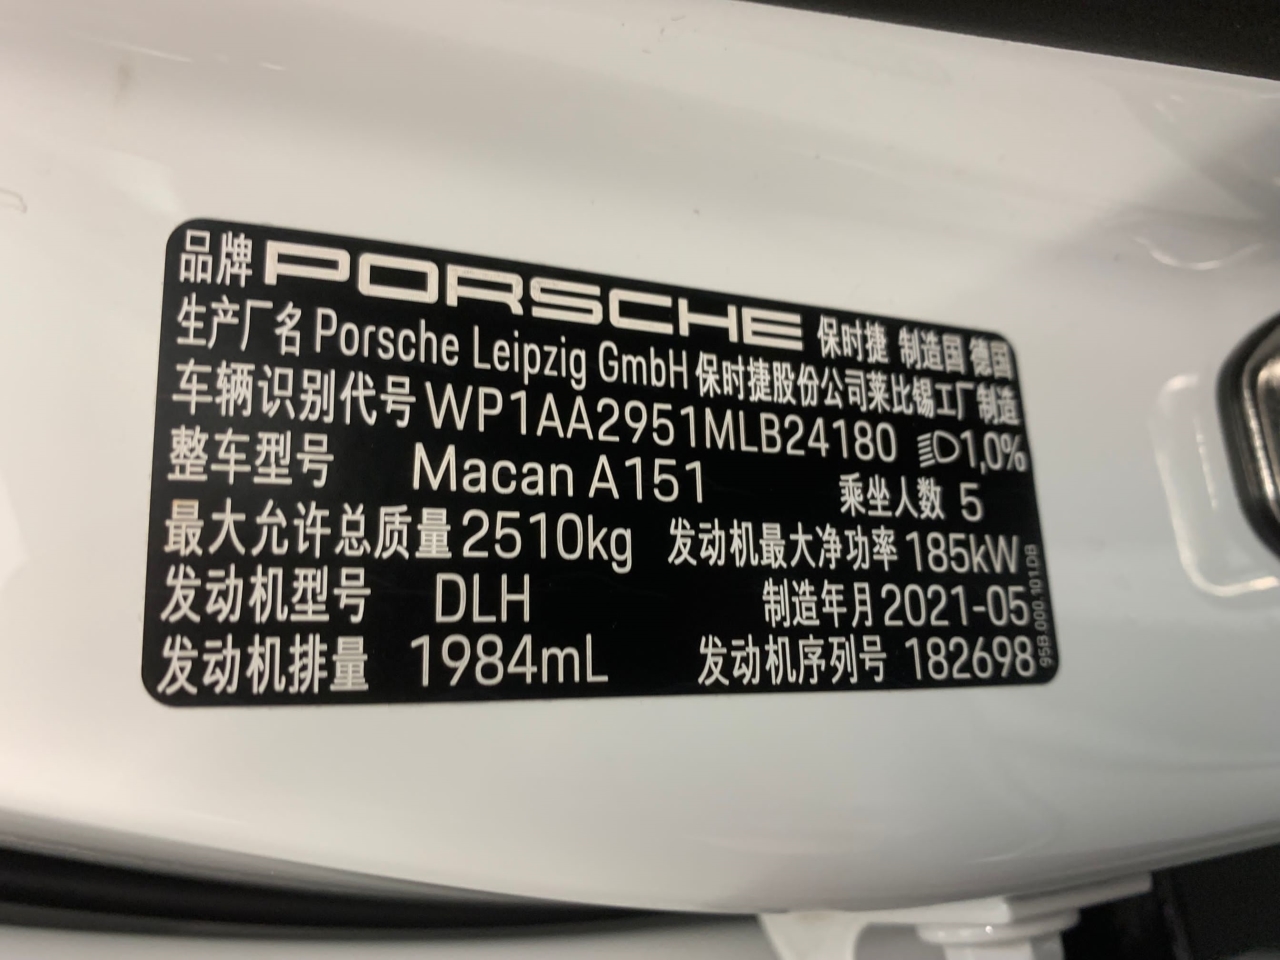 品牌 PORSCHE 保时捷 制造国 德国
生产厂名 Porsche Leipzig GmbH 保时捷股份公司莱比锡工厂制造
车辆识别代号 WP1AA2951MLB24180 1,0%
整车型号 Macan A151 乘坐人数 5
最大允许总质量 2510kg 发动机最大净功率 185kW
发动机型号 DLH 制造年月 2021-05
发动机排量 1984mL 发动机序列号 182698
95B.000.101.DB